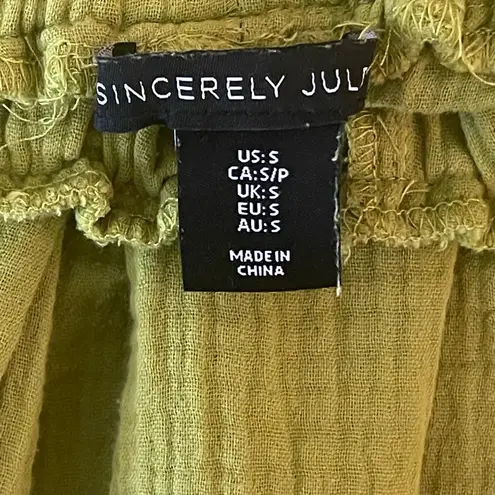 SINCERELY JUL
US:S
CA:S/P
UK:S
EU:S
AU:S
MADE IN
CHINA